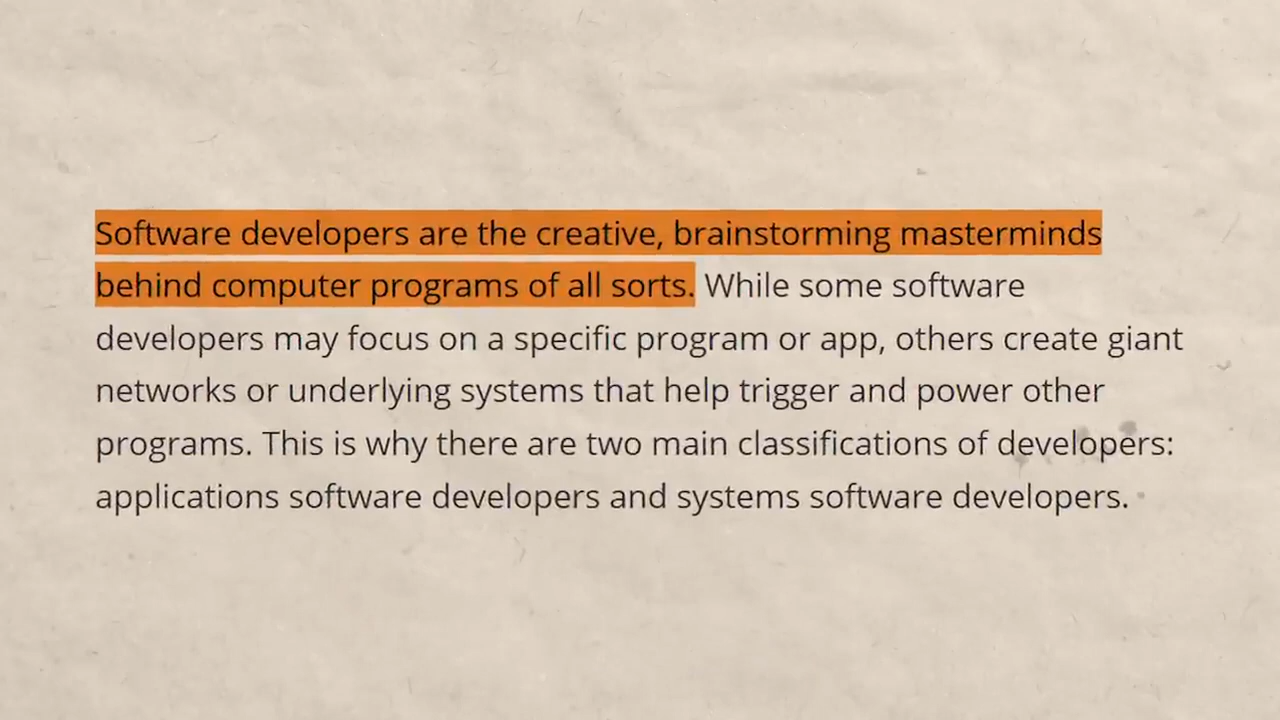 Software developers are the creative, brainstorming masterminds
behind computer programs of all sorts. While some software
developers may focus on a specific program or app, others create giant
networks or underlying systems that help trigger and power other
programs. This is why there are two main classifications of developers:
applications software developers and systems software developers.